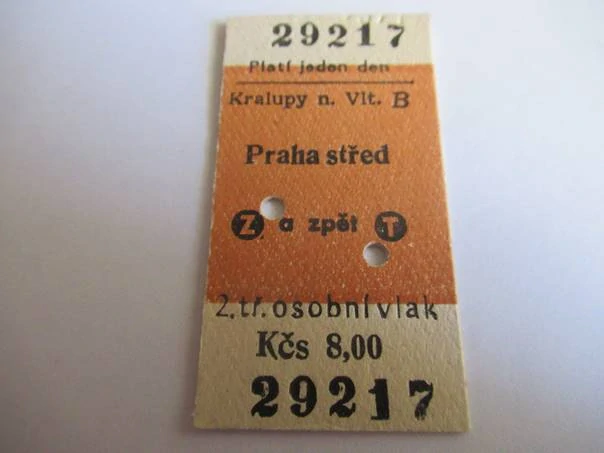 29217
Platí jeden den
Kralupy n. Vlt. B
Praha střed
Z a zpět T
2. tř. osobní vlak
Kčs 8,00
29217